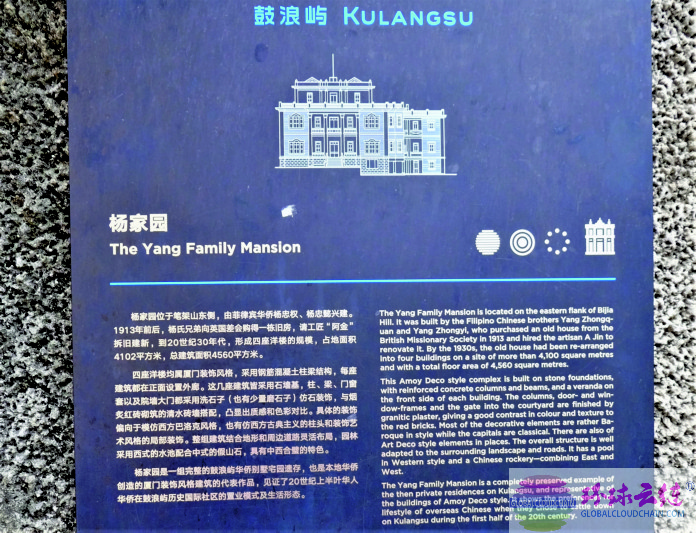 鼓浪屿 KULANGSU
杨家园
The Yang Family Mansion
杨家园位于笔架山东侧，由菲律宾华侨杨忠权、杨忠懿兴建。
1913年前后，杨氏兄弟向英国差会购得一栋旧房，请工匠“阿金”
拆旧建新，到20世纪30年代，形成四座洋楼的规模，占地面积
4102平方米，总建筑面积4560平方米。
四座洋楼均属厦门装饰风格，采用钢筋混凝土柱梁结构，每座
建筑都在正面设置外廊。这几座建筑皆采用石墙基，柱、梁、门窗
套以及院墙大门都采用洗石子（也有少量磨石子）仿石装饰，与烟
炙红砖砌筑的清水砖墙搭配，凸显出质感和色彩对比。具体的装饰
偏向于模仿西方巴洛克风格，也有仿西方古典主义的柱头和装饰艺
术风格的局部装饰。整组建筑结合地形和周边道路灵活布局，园林
采用西式的水池配合中式的假山石，具有中西合璧的特色。
杨家园是一组完整的鼓浪屿华侨别墅宅园遗存，也是本地华侨
创造的厦门装饰风格建筑的代表作品，见证了20世纪上半叶华人
华侨在鼓浪屿历史国际社区的置业模式及生活形态。
The Yang Family Mansion is located on the eastern flank of Bijia
Hill. It was built by the Filipino Chinese brothers Yang Zhongq-
uan and Yang Zhongyi, who purchased an old house from the
British Missionary Society in 1913 and hired the artisan A Jin to
renovate it. By the 1930s, the old house had been re-arranged
into four buildings on a site of more than 4,100 square metres
and with a total floor area of 4,560 square metres.
This Amoy Deco style complex is built on stone foundations,
with reinforced concrete columns and beams, and a veranda on
the front side of each building. The columns, door- and win-
dow-frames and the gate into the courtyard are finished by
granitic plaster, giving a good contrast in colour and texture to
the red bricks. Most of the decorative elements are rather Ba-
roque in style while the capitals are classical. There are also of
Art Deco style elements in places. The overall structure is well
adapted to the surrounding landscape and roads. It has a pool
in Western style and a Chinese rockery—combining East and
West.
The Yang Family Mansion is a completely preserved example of
the then private residences on Kulangsu, and represent
the buildings of Amoy Deco style. It shows the
lifestyle of overseas Chinese when they chose to settle down
on Kulangsu during the first half of the 20th century.
环球云链
GLOBALCLOUDCHAIN.COM